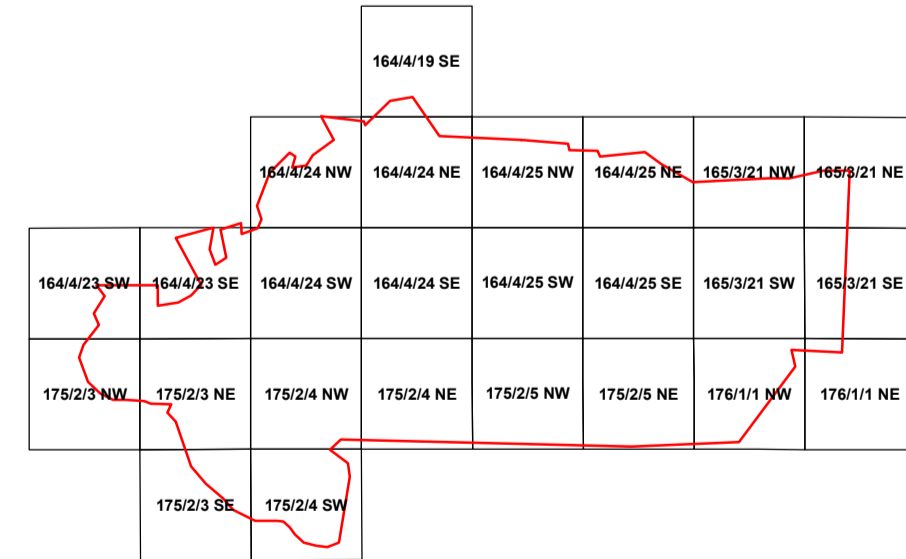 164/4/19 SE
164/4/24 NW
164/4/24 NE
164/4/25 NW
164/4/25 NE
165/3/21 NW
165/3/21 NE
164/4/23 SW
164/4/23 SE
164/4/24 SW
164/4/24 SE
164/4/25 SW
164/4/25 SE
165/3/21 SW
165/3/21 SE
175/2/3 NW
175/2/3 NE
175/2/4 NW
175/2/4 NE
175/2/5 NW
175/2/5 NE
176/1/1 NW
176/1/1 NE
175/2/3 SE
175/2/4 SW